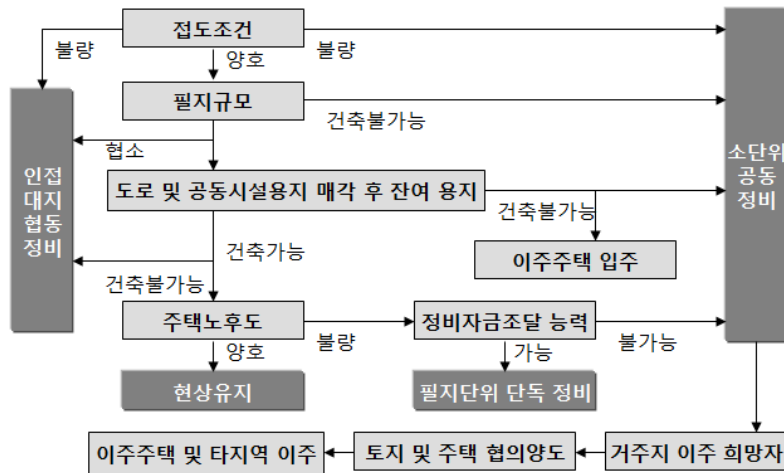 접도조건
불량
불량
양호
필지규모
건축불가능
협소
인접
대지
협동
정비
소단위
공동
정비
도로 및 공동시설용지 매각 후 잔여 용지
건축불가능
건축가능
이주주택 입주
건축불가능
주택노후도
정비자금조달 능력
양호
불량
가능
불가능
현상유지
필지단위 단독 정비
이주주택 및 타지역 이주
토지 및 주택 협의양도
거주지 이주 희망자